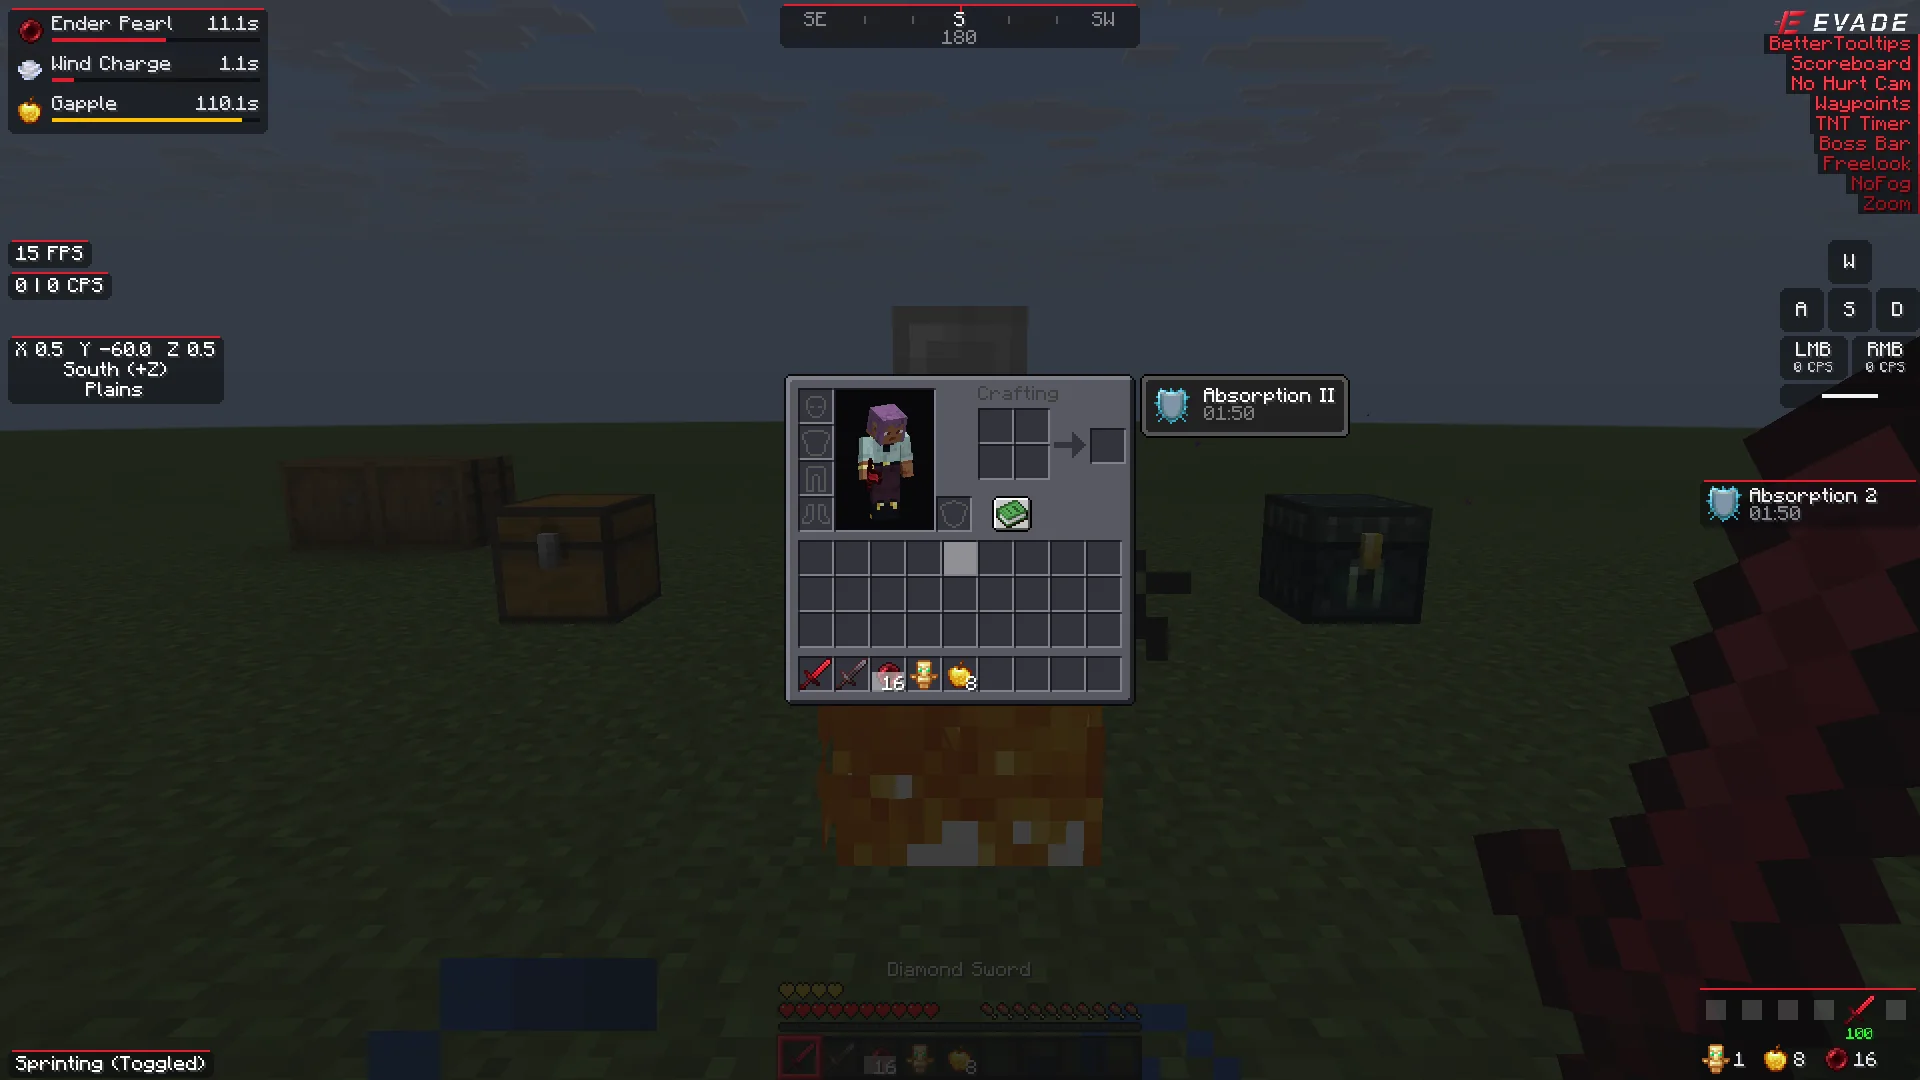 Ender Pearl 11.1s
Wind Charge 1.1s
Gapple 110.1s
SE S SW
180
EVADE
BetterTooltips
Scoreboard
No Hurt Cam
Waypoints
TNT Timer
Boss Bar
Freelook
NoFog
Zoom
15 FPS
0 | 0 CPS
X 0.5 Y -60.0 Z 0.5
South (+Z)
Plains
W
A S D
LMB RMB
0 CPS 0 CPS
Crafting
Absorption II
01:50
Absorption 2
01:50
16 8
Diamond Sword
16 8
100
1 8 16
Sprinting (Toggled)